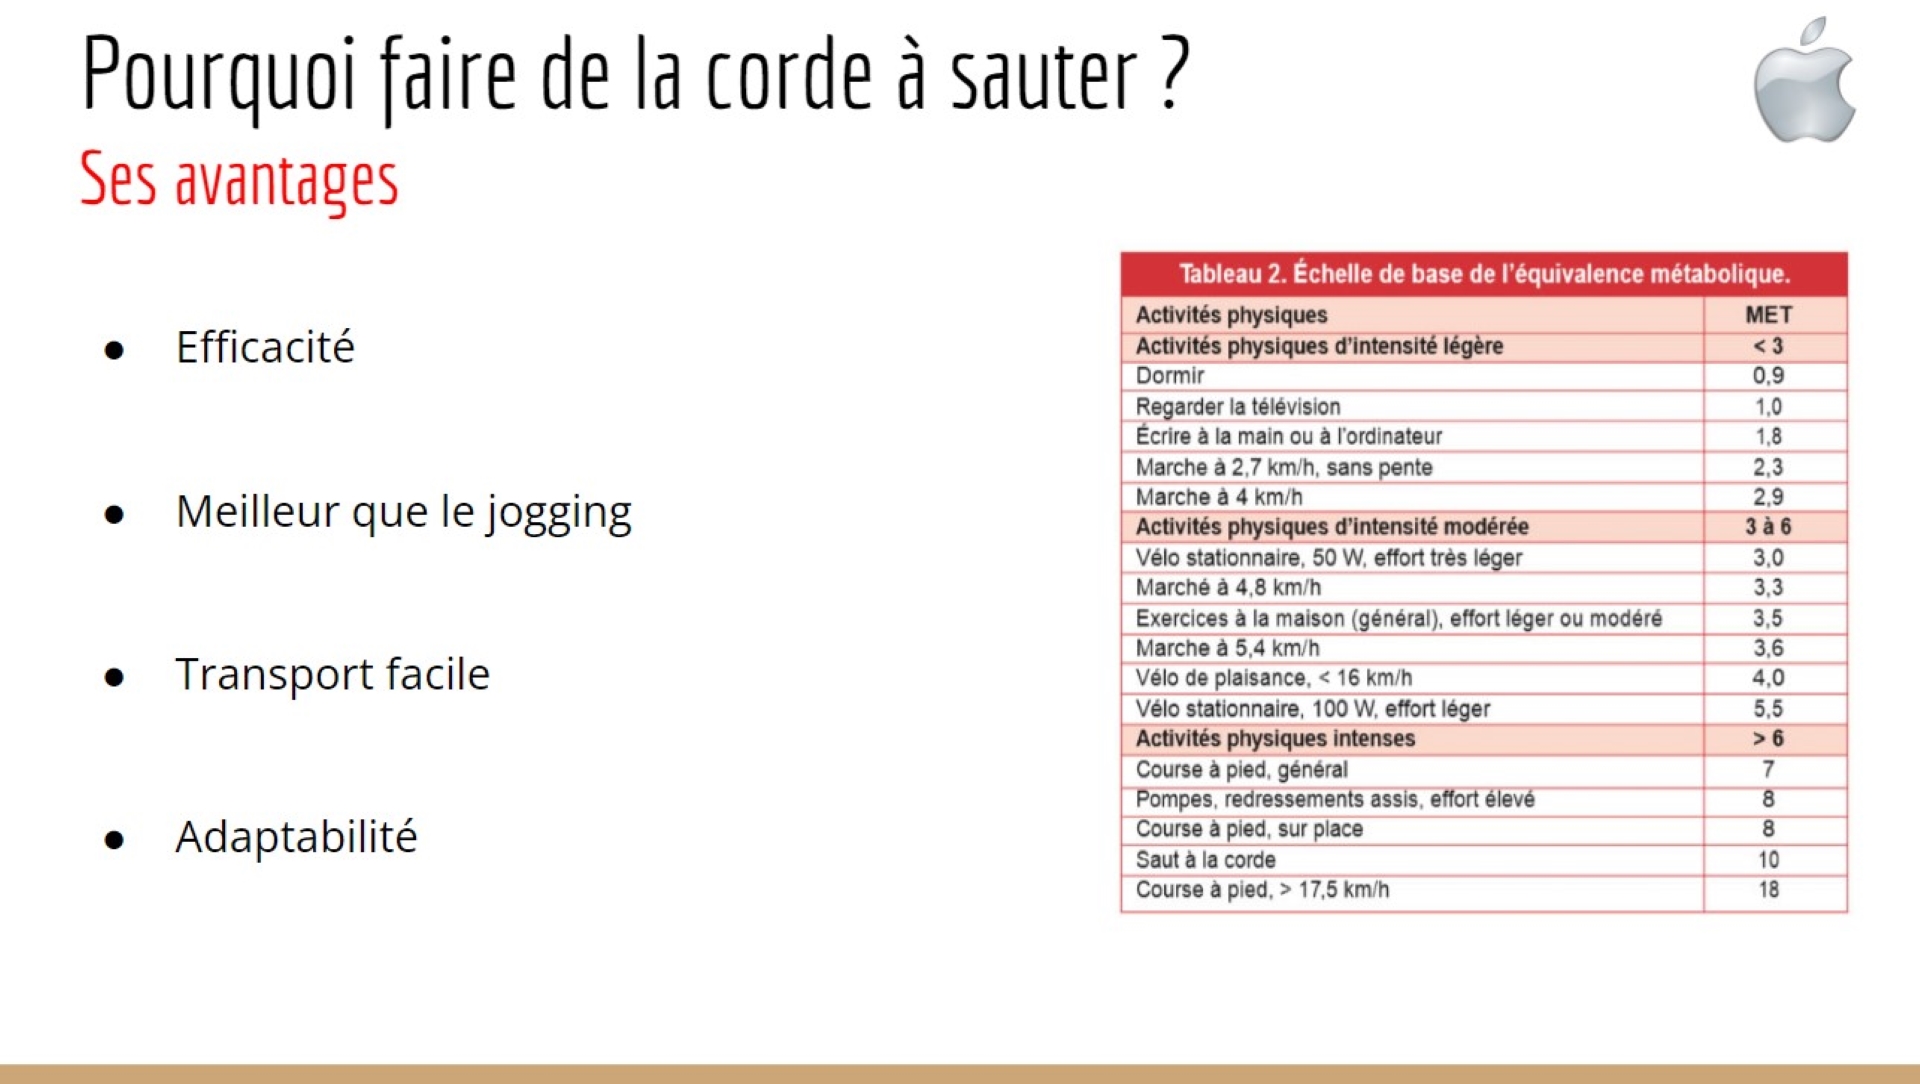 Pourquoi faire de la corde à sauter ?
Ses avantages
● Efficacité
● Meilleur que le jogging
● Transport facile
● Adaptabilité
Tableau 2. Échelle de base de l'équivalence métabolique.
Activités physiques MET
Activités physiques d'intensité légère < 3
Dormir 0,9
Regarder la télévision 1,0
Écrire à la main ou à l'ordinateur 1,8
Marche à 2,7 km/h, sans pente 2,3
Marche à 4 km/h 2,9
Activités physiques d'intensité modérée 3 à 6
Vélo stationnaire, 50 W, effort très léger 3,0
Marché à 4,8 km/h 3,3
Exercices à la maison (général), effort léger ou modéré 3,5
Marche à 5,4 km/h 3,6
Vélo de plaisance, < 16 km/h 4,0
Vélo stationnaire, 100 W, effort léger 5,5
Activités physiques intenses > 6
Course à pied, général 7
Pompes, redressements assis, effort élevé 8
Course à pied, sur place 8
Saut à la corde 10
Course à pied, > 17,5 km/h 18